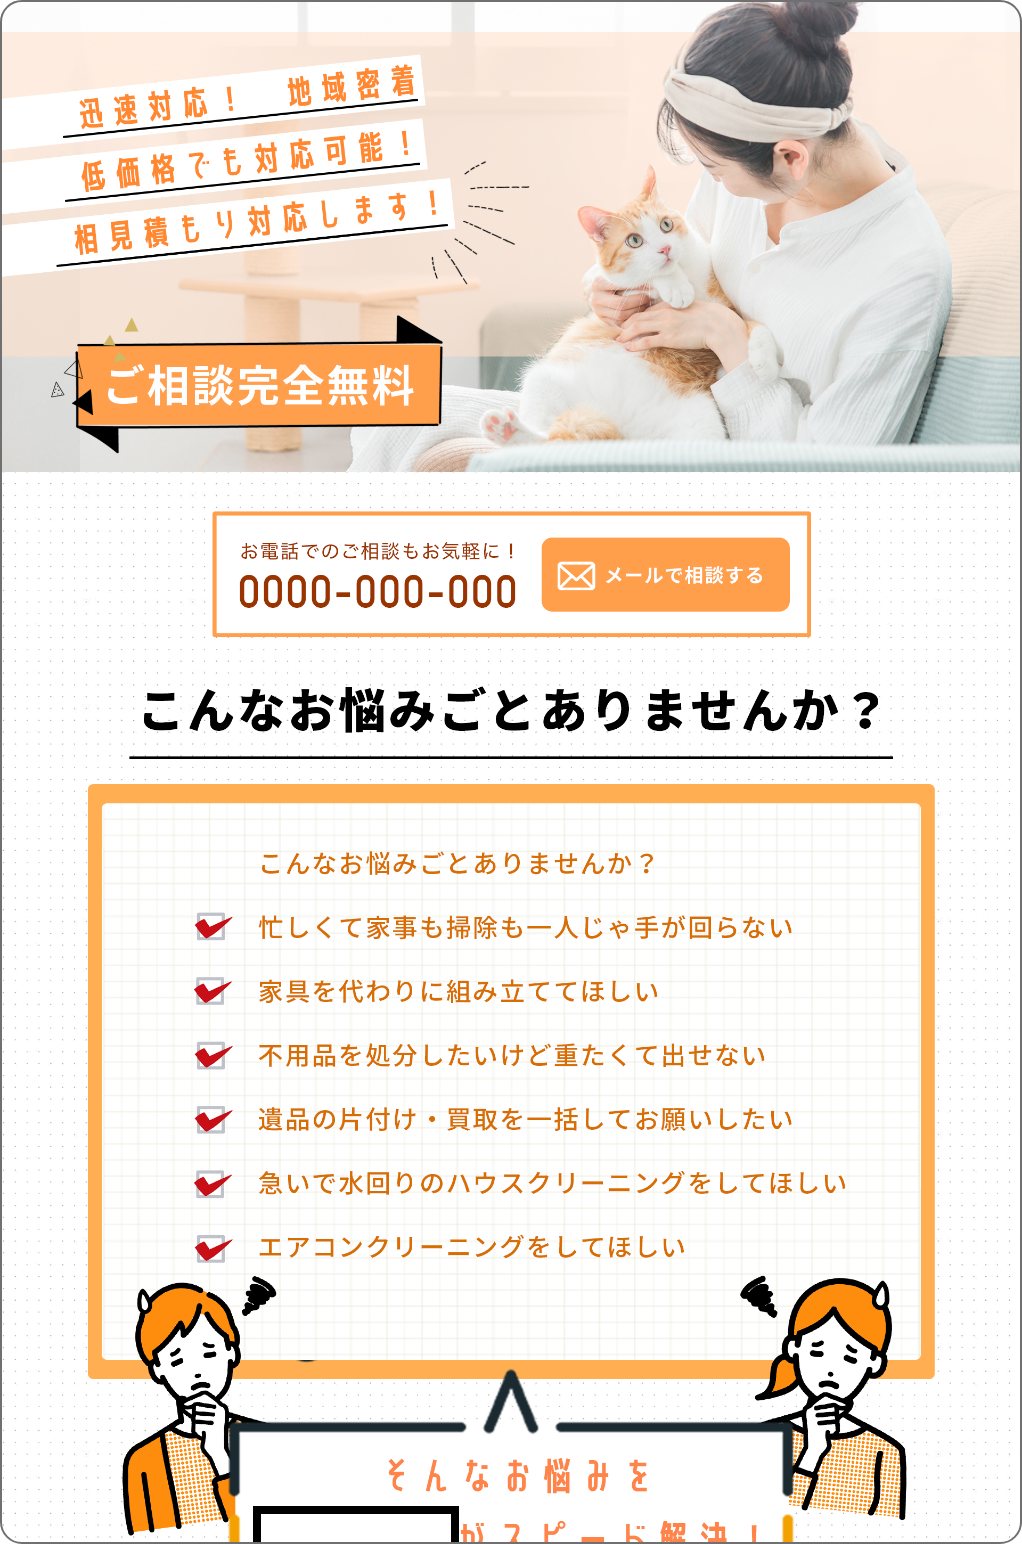 迅速対応！　地域密着
低価格でも対応可能！
相見積もり対応します！
ご相談完全無料
お電話でのご相談もお気軽に！
0000-000-000
メールで相談する
こんなお悩みごとありませんか？
こんなお悩みごとありませんか？
忙しくて家事も掃除も一人じゃ手が回らない
家具を代わりに組み立ててほしい
不用品を処分したいけど重たくて出せない
遺品の片付け・買取を一括してお願いしたい
急いで水回りのハウスクリーニングをしてほしい
エアコンクリーニングをしてほしい
そんなお悩みを
がスピード解決！